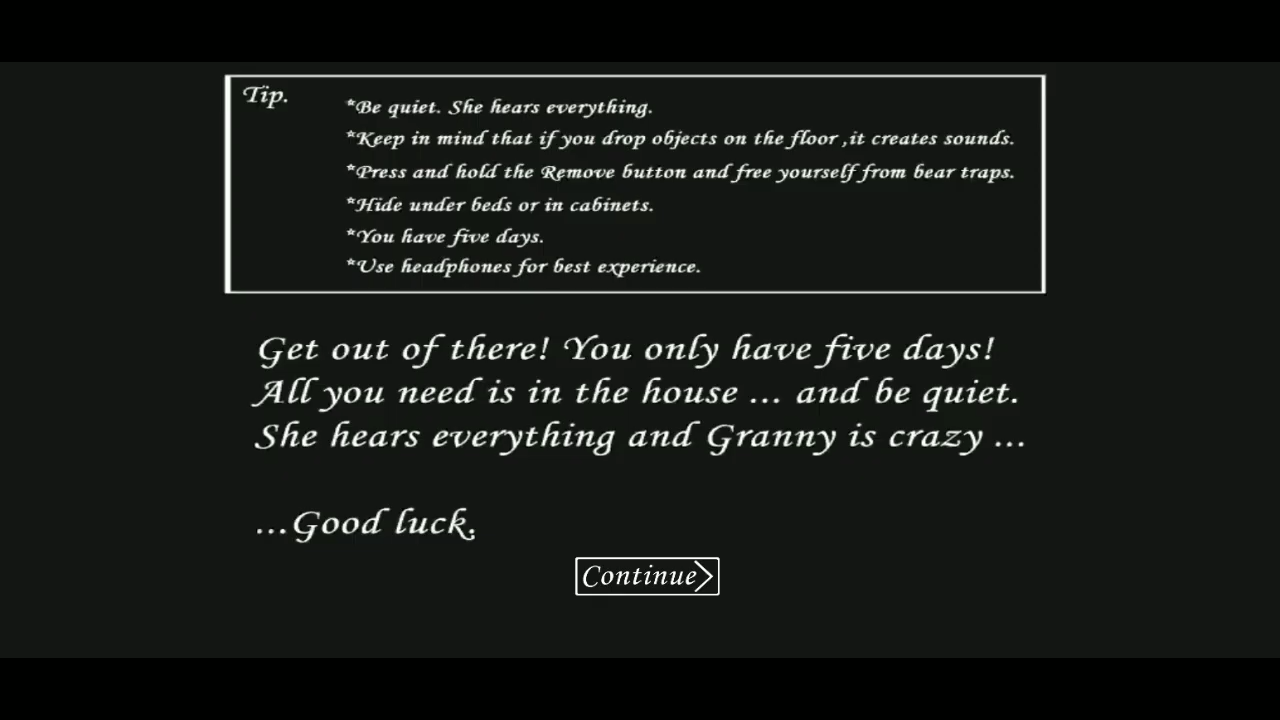 Tip.
*Be quiet. She hears everything.
*Keep in mind that if you drop objects on the floor ,it creates sounds.
*Press and hold the Remove button and free yourself from bear traps.
*Hide under beds or in cabinets.
*You have five days.
*Use headphones for best experience.
Get out of there! You only have five days!
All you need is in the house ... and be quiet.
She hears everything and Granny is crazy ...
...Good luck.
Continue>